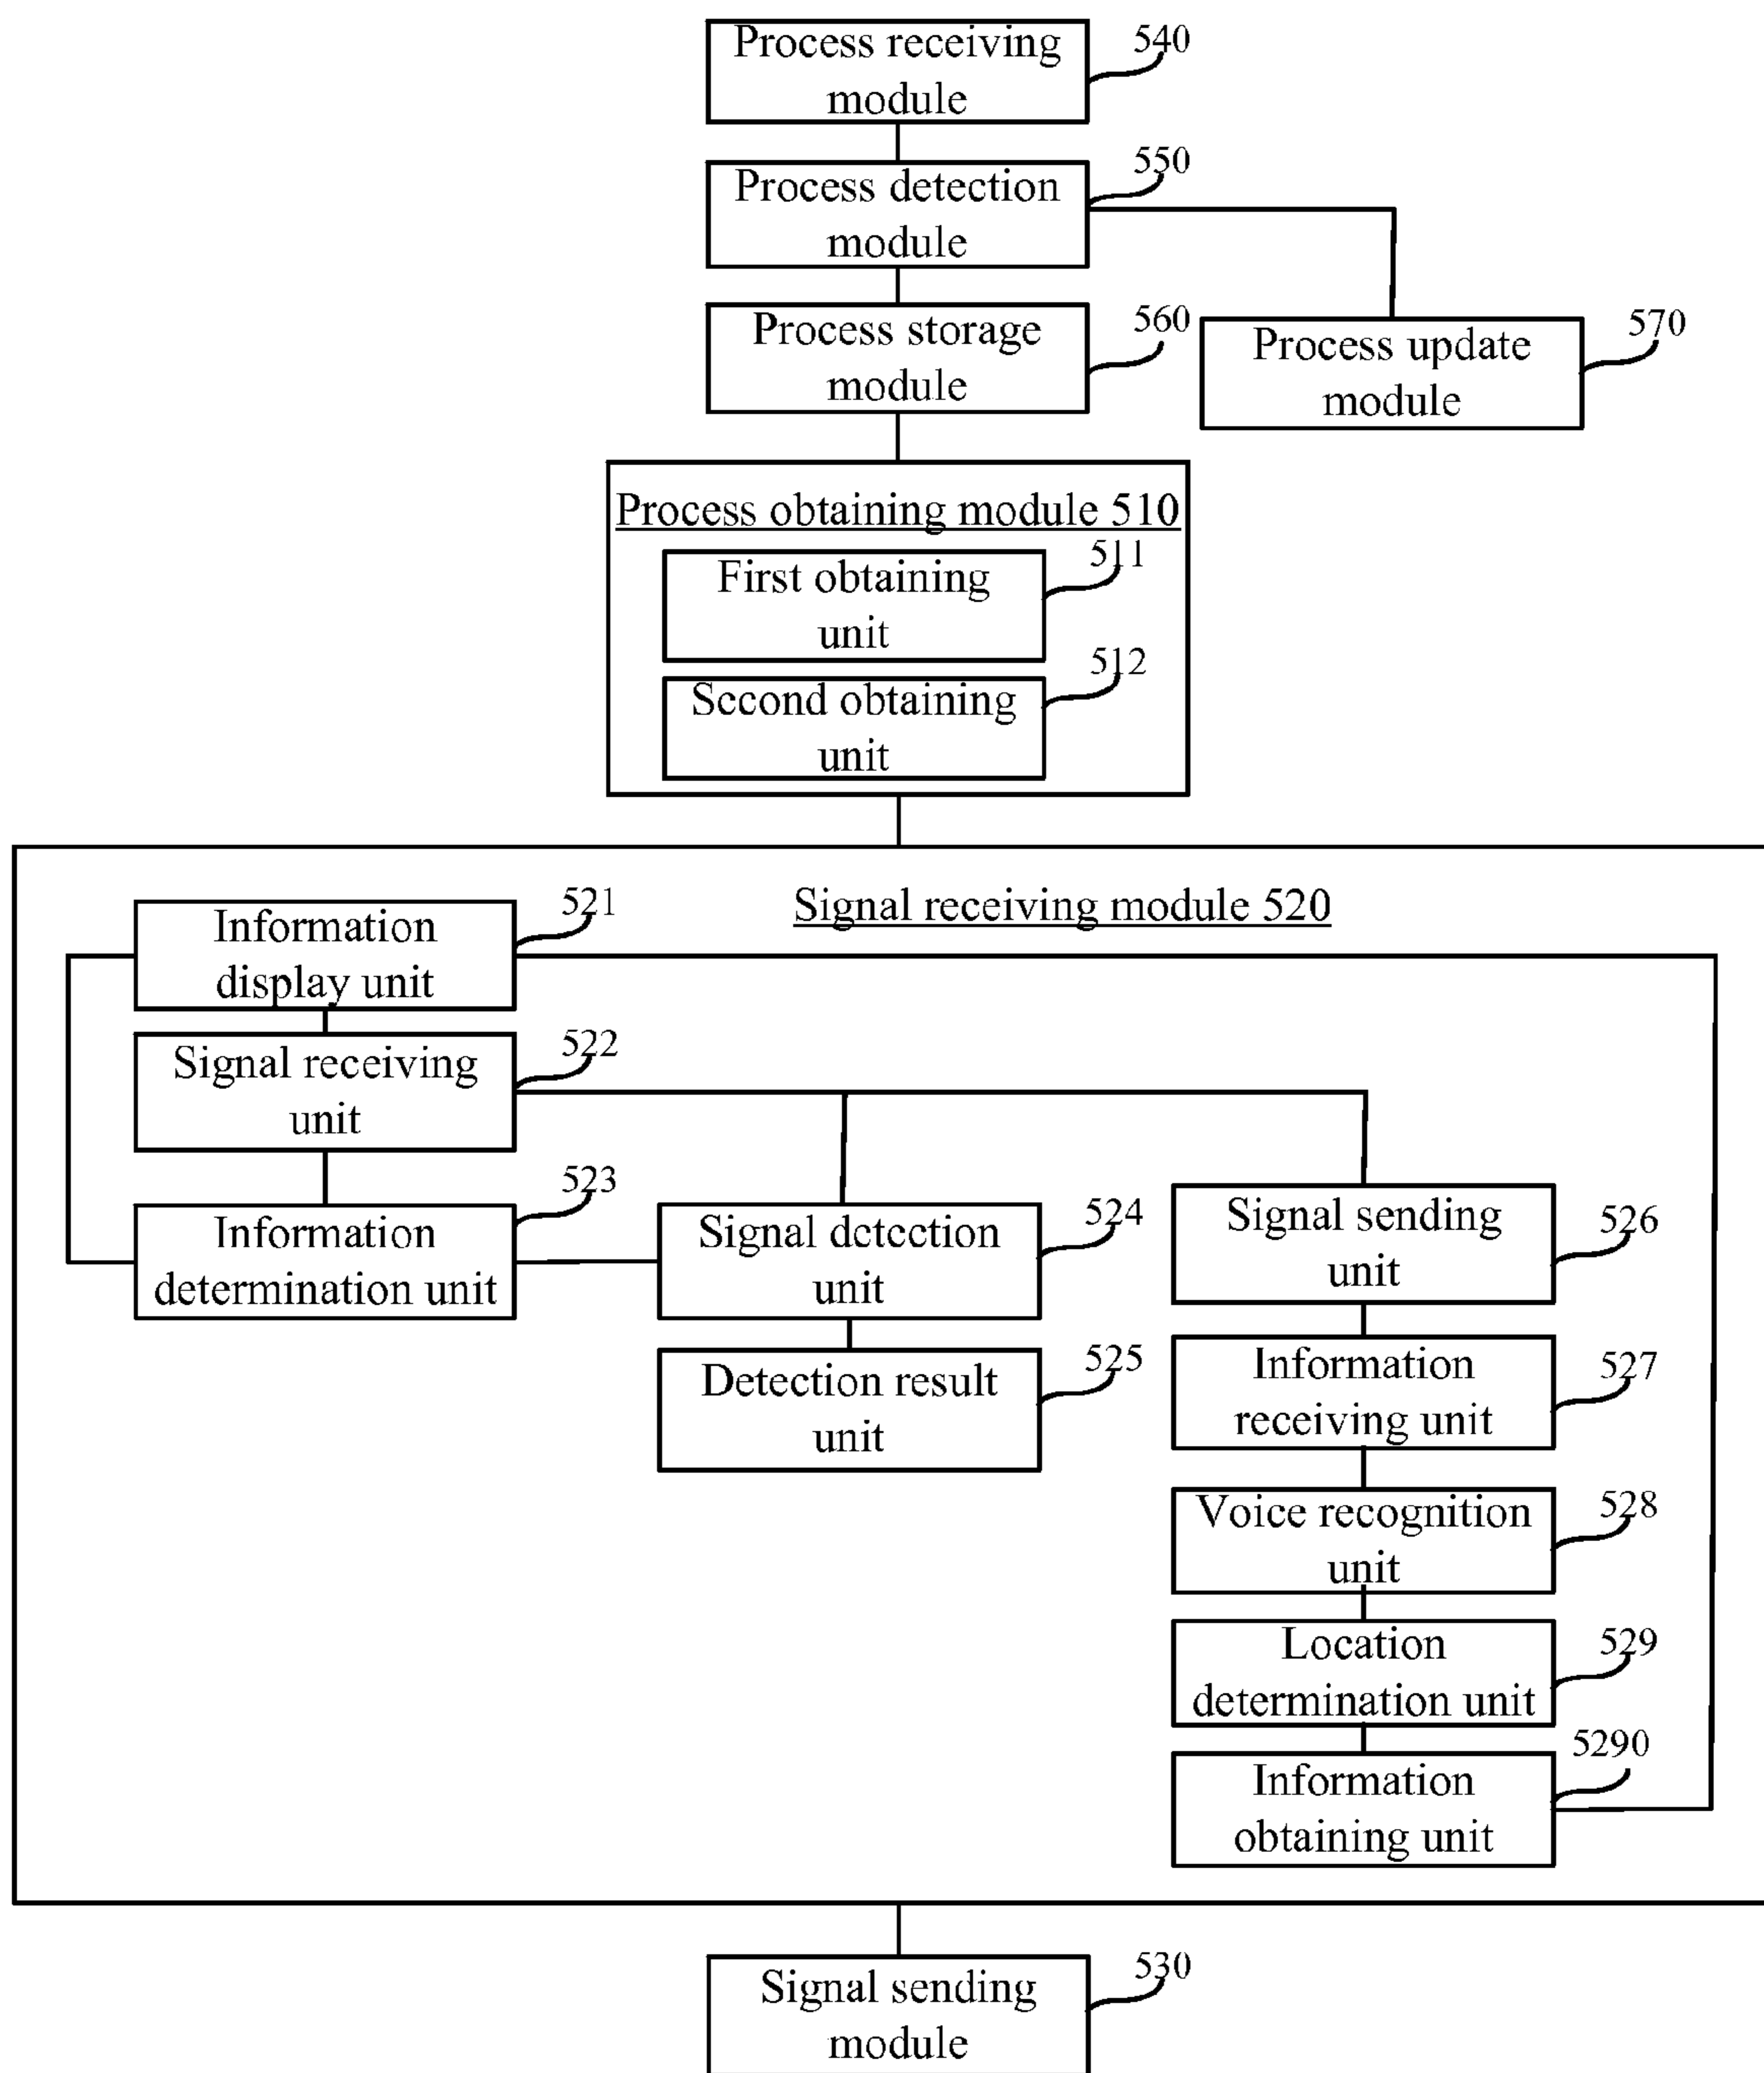 Process receiving
module
540
Process detection
module
550
Process storage
module
560
Process update
module
570
Process obtaining module 510
First obtaining
unit
511
Second obtaining
unit
512
Signal receiving module 520
Information
display unit
521
Signal receiving
unit
522
Information
determination unit
523
Signal detection
unit
524
Detection result
unit
525
Signal sending
unit
526
Information
receiving unit
527
Voice recognition
unit
528
Location
determination unit
529
Information
obtaining unit
5290
Signal sending
module
530